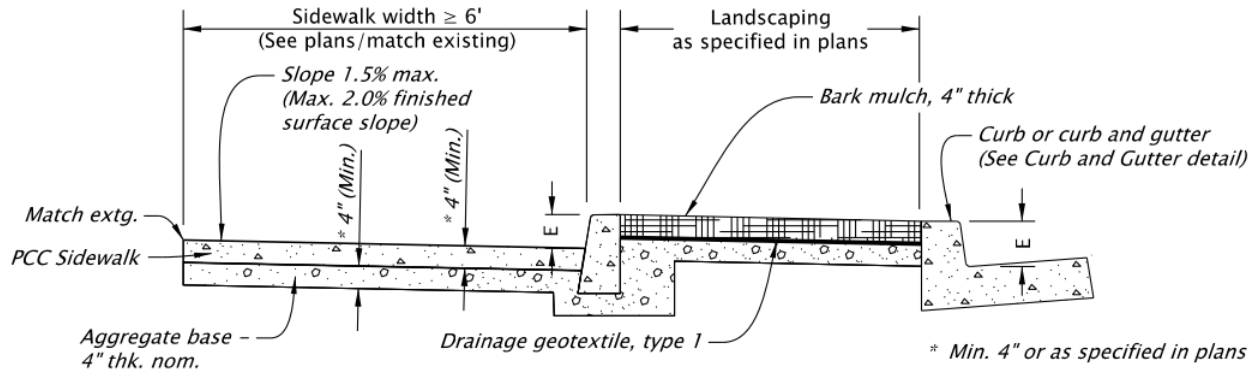 Sidewalk width ≥ 6'
(See plans/match existing)
Landscaping
as specified in plans
Slope 1.5% max.
(Max. 2.0% finished
surface slope)
* 4" (Min.)
* 4" (Min.)
Bark mulch, 4" thick
Curb or curb and gutter
(See Curb and Gutter detail)
Match extg.
E
E
PCC Sidewalk
Aggregate base
4" thk. nom.
Drainage geotextile, type 1
* Min. 4" or as specified in plans